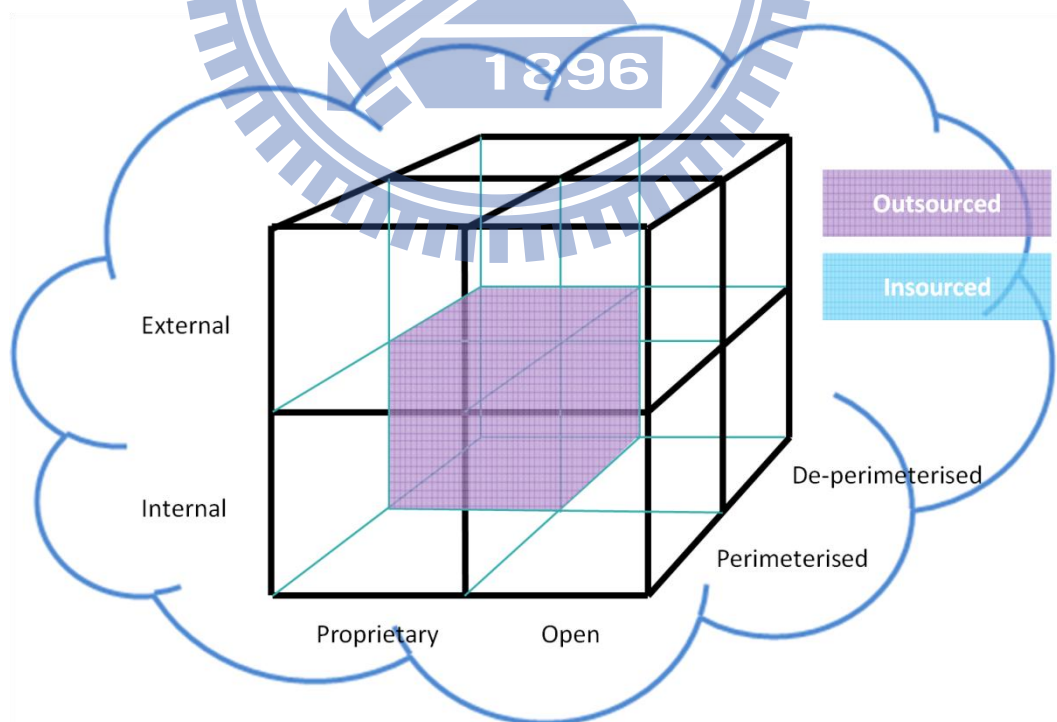 1896
Outsourced
Insourced
External
Internal
De-perimeterised
Perimeterised
Proprietary
Open